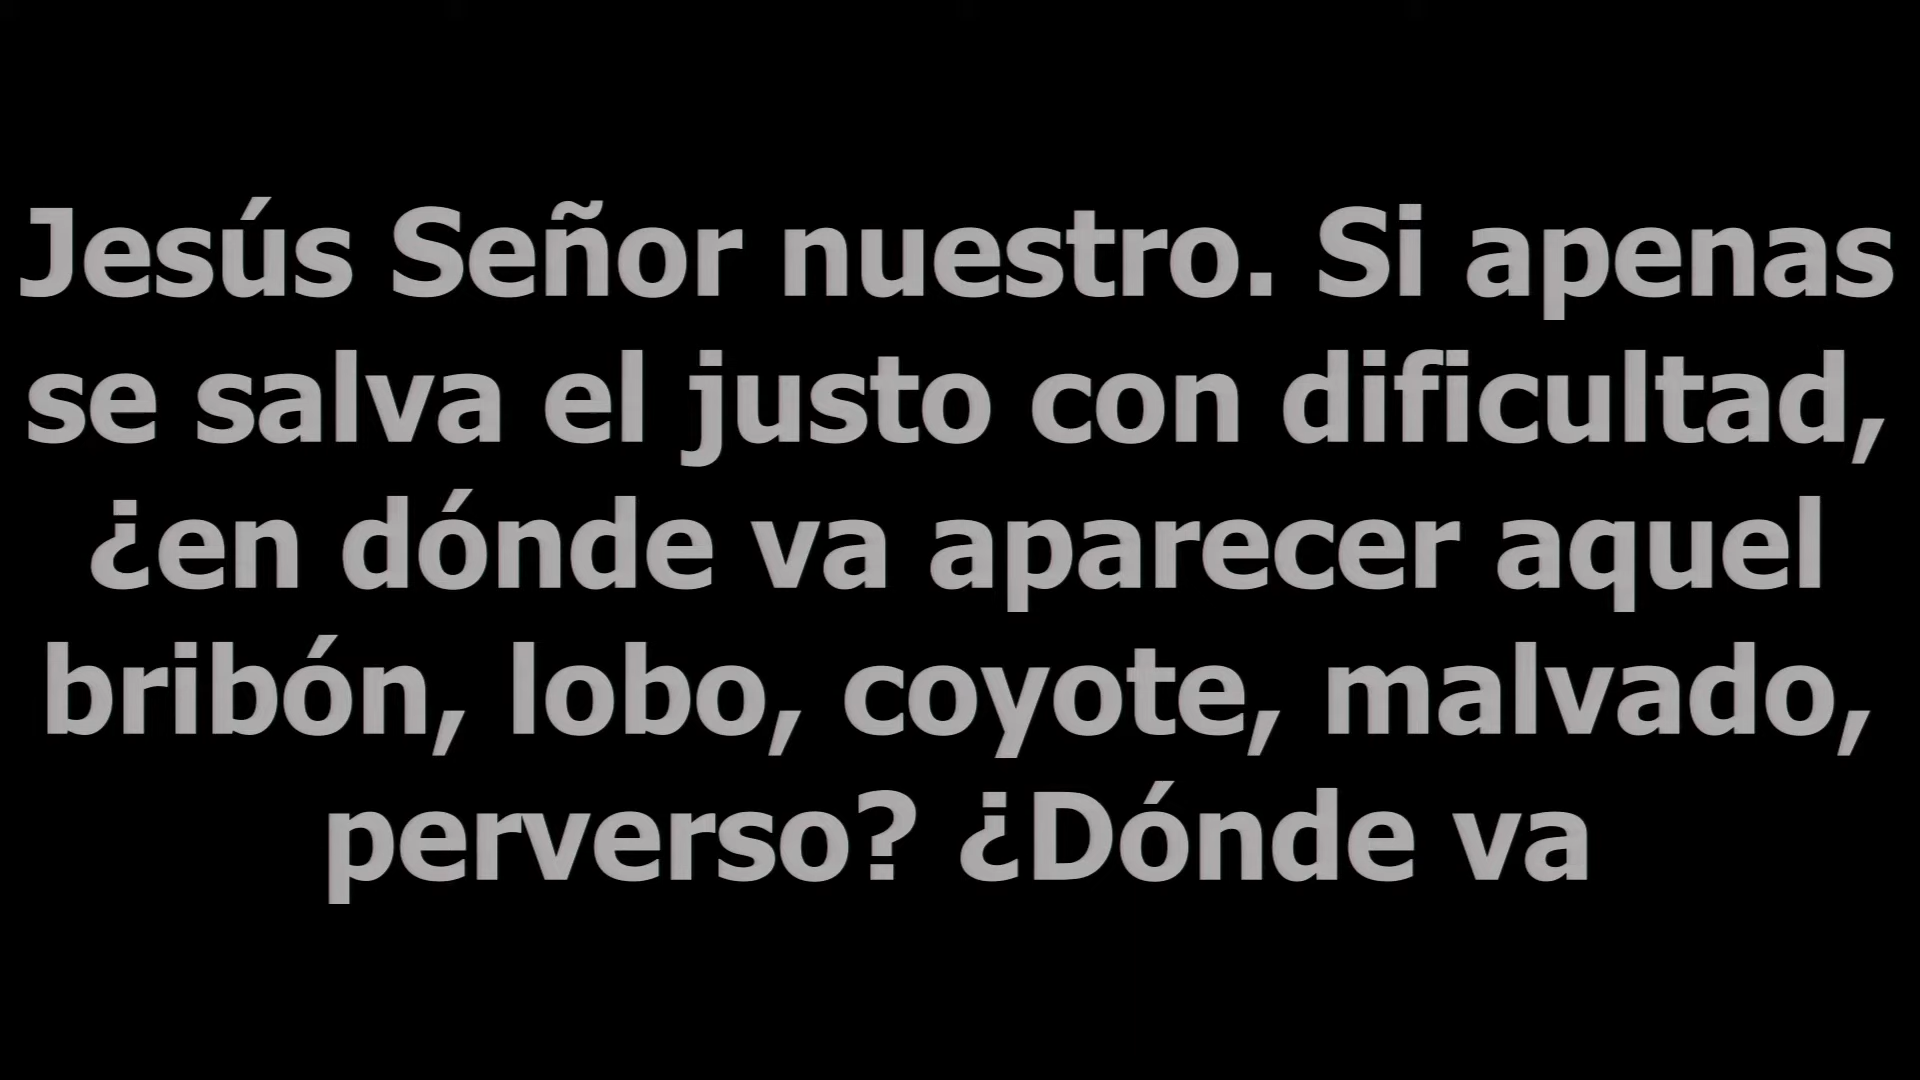 Jesús Señor nuestro. Si apenas
se salva el justo con dificultad,
¿en dónde va aparecer aquel
bribón, lobo, coyote, malvado,
perverso? ¿Dónde va